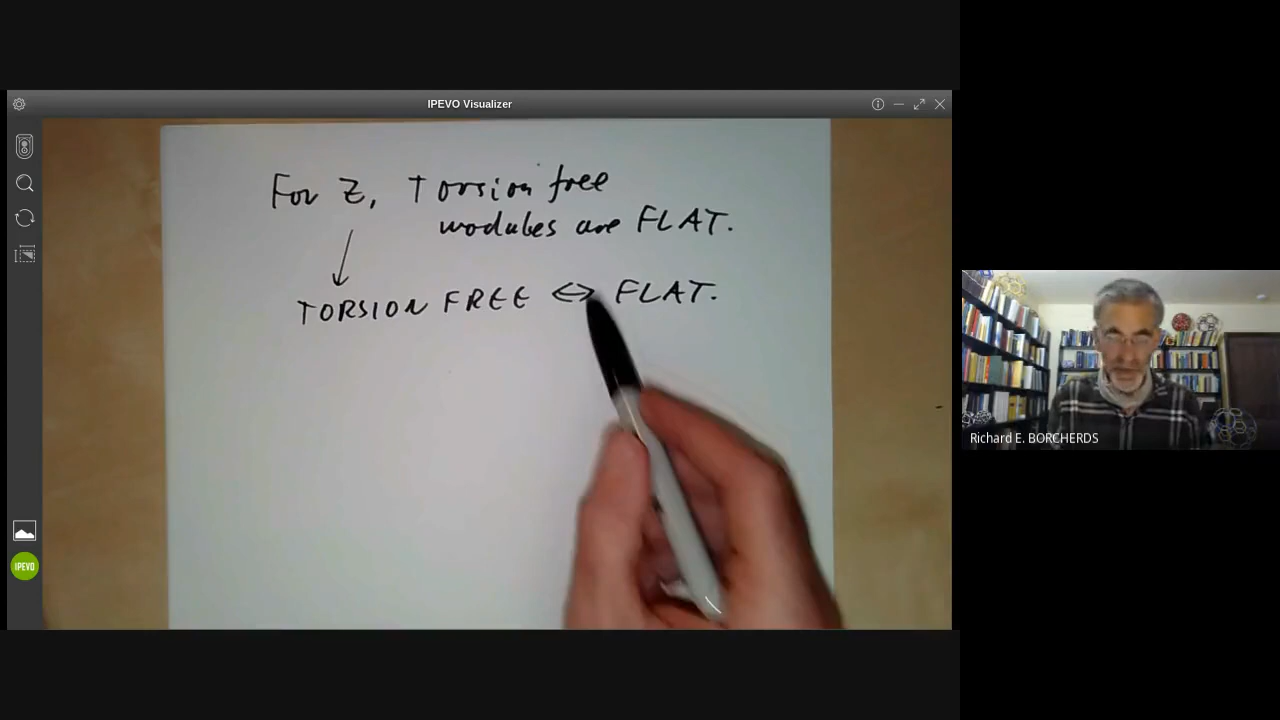 IPEVO Visualizer
For Z, Torsion free
modules are FLAT.
TORSION FREE ⇔ FLAT.
Richard E. BORCHERDS
IPEVO